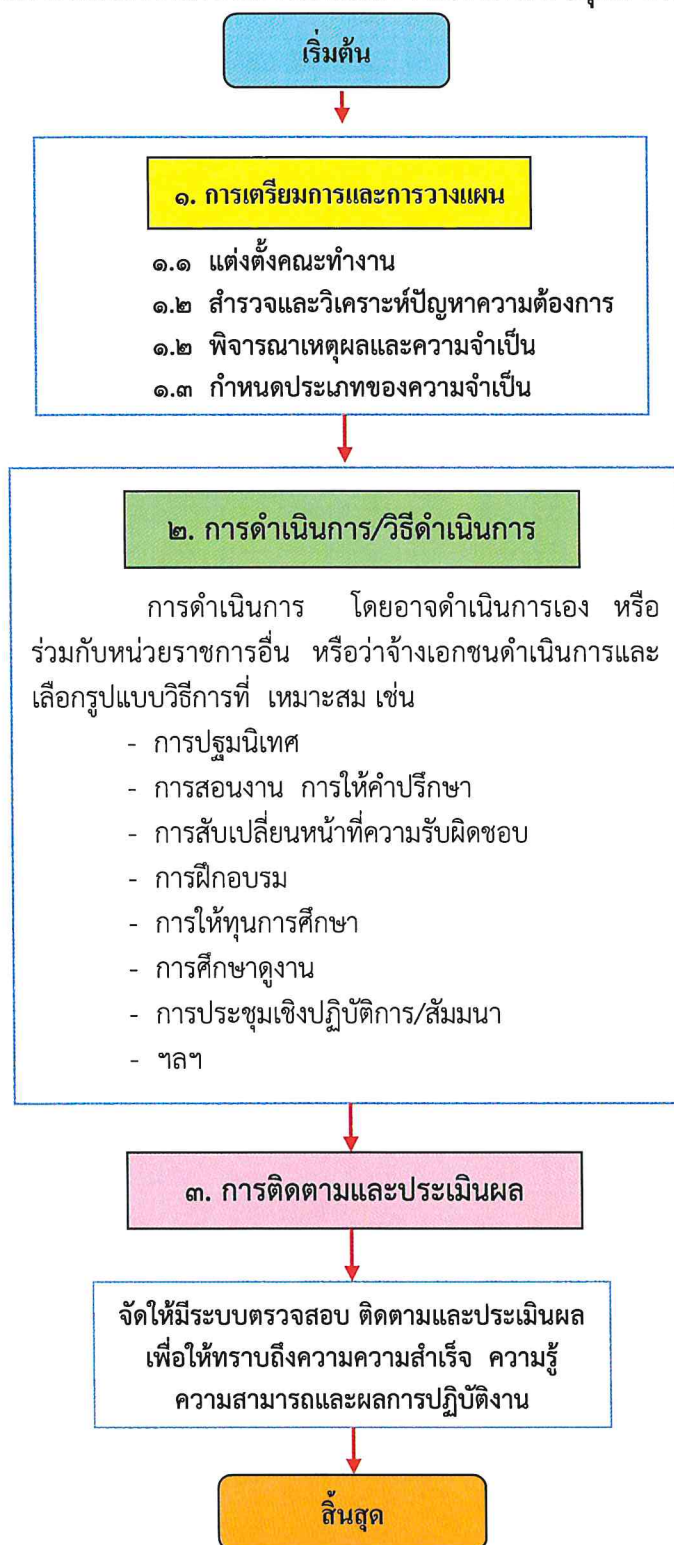 เริ่มต้น
๑. การเตรียมการและการวางแผน
๑.๑ แต่งตั้งคณะทำงาน
๑.๒ สำรวจและวิเคราะห์ปัญหาความต้องการ
๑.๒ พิจารณาเหตุผลและความจำเป็น
๑.๓ กำหนดประเภทของความจำเป็น
๒. การดำเนินการ/วิธีดำเนินการ
การดำเนินการ โดยอาจดำเนินการเอง หรือ
ร่วมกับหน่วยราชการอื่น หรือว่าจ้างเอกชนดำเนินการและ
เลือกรูปแบบวิธีการที่ เหมาะสม เช่น
- การปฐมนิเทศ
- การสอนงาน การให้คำปรึกษา
- การสับเปลี่ยนหน้าที่ความรับผิดชอบ
- การฝึกอบรม
- การให้ทุนการศึกษา
- การศึกษาดูงาน
- การประชุมเชิงปฏิบัติการ/สัมมนา
- ฯลฯ
๓. การติดตามและประเมินผล
จัดให้มีระบบตรวจสอบ ติดตามและประเมินผล
เพื่อให้ทราบถึงความความสำเร็จ ความรู้
ความสามารถและผลการปฏิบัติงาน
สิ้นสุด